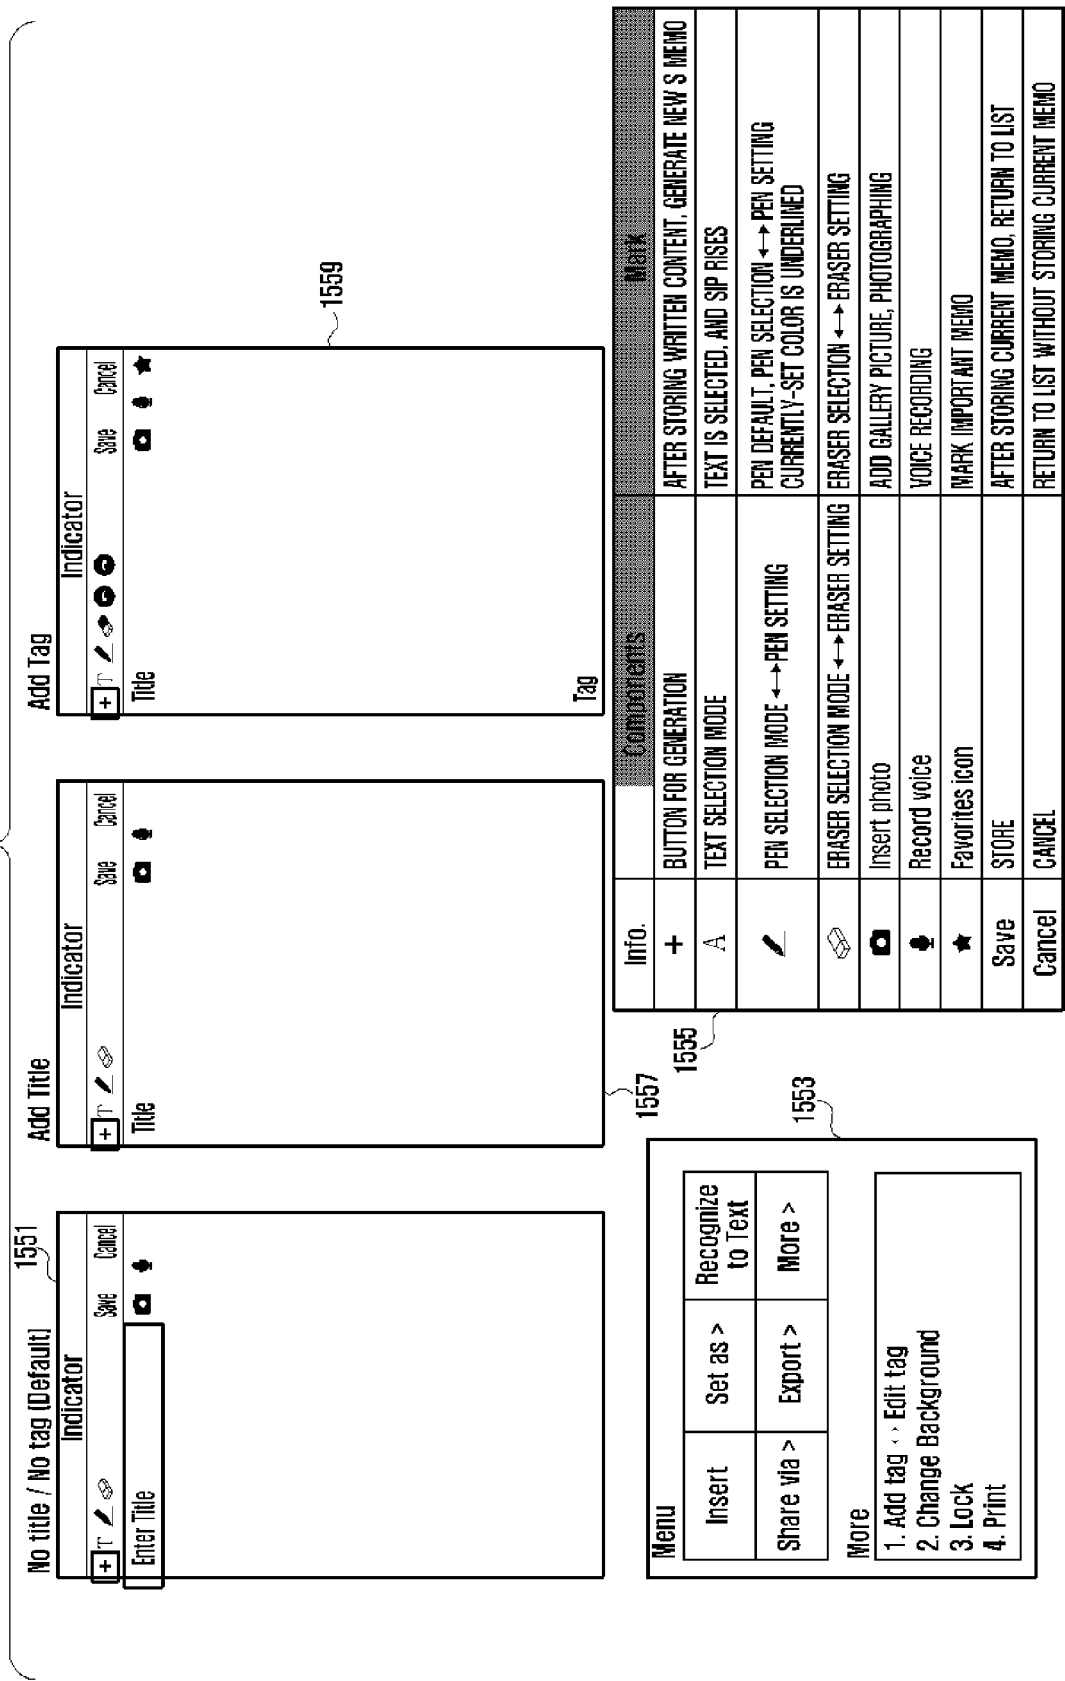 No title / No tag (Default)
1551
Indicator
+ T
Save Cancel
Enter Title
Add Title
Indicator
+ T
Save Cancel
Title
1557
Add Tag
Indicator
+ T
Save Cancel
Title
Tag
1559
Menu
Insert
Set as >
Recognize
to Text
Share via >
Export >
More >
More
1. Add tag ↔ Edit tag
2. Change Background
3. Lock
4. Print
1553
1555
Info. Components Mark
+ BUTTON FOR GENERATION AFTER STORING WRITTEN CONTENT, GENERATE NEW S MEMO
A TEXT SELECTION MODE TEXT IS SELECTED, AND SIP RISES
PEN SELECTION MODE ↔ PEN SETTING PEN DEFAULT, PEN SELECTION ↔ PEN SETTING
CURRENTLY-SET COLOR IS UNDERLINED
ERASER SELECTION MODE ↔ ERASER SETTING ERASER SELECTION ↔ ERASER SETTING
Insert photo ADD GALLERY PICTURE, PHOTOGRAPHING
Record voice VOICE RECORDING
Favorites icon MARK IMPORTANT MEMO
Save STORE AFTER STORING CURRENT MEMO, RETURN TO LIST
Cancel CANCEL RETURN TO LIST WITHOUT STORING CURRENT MEMO